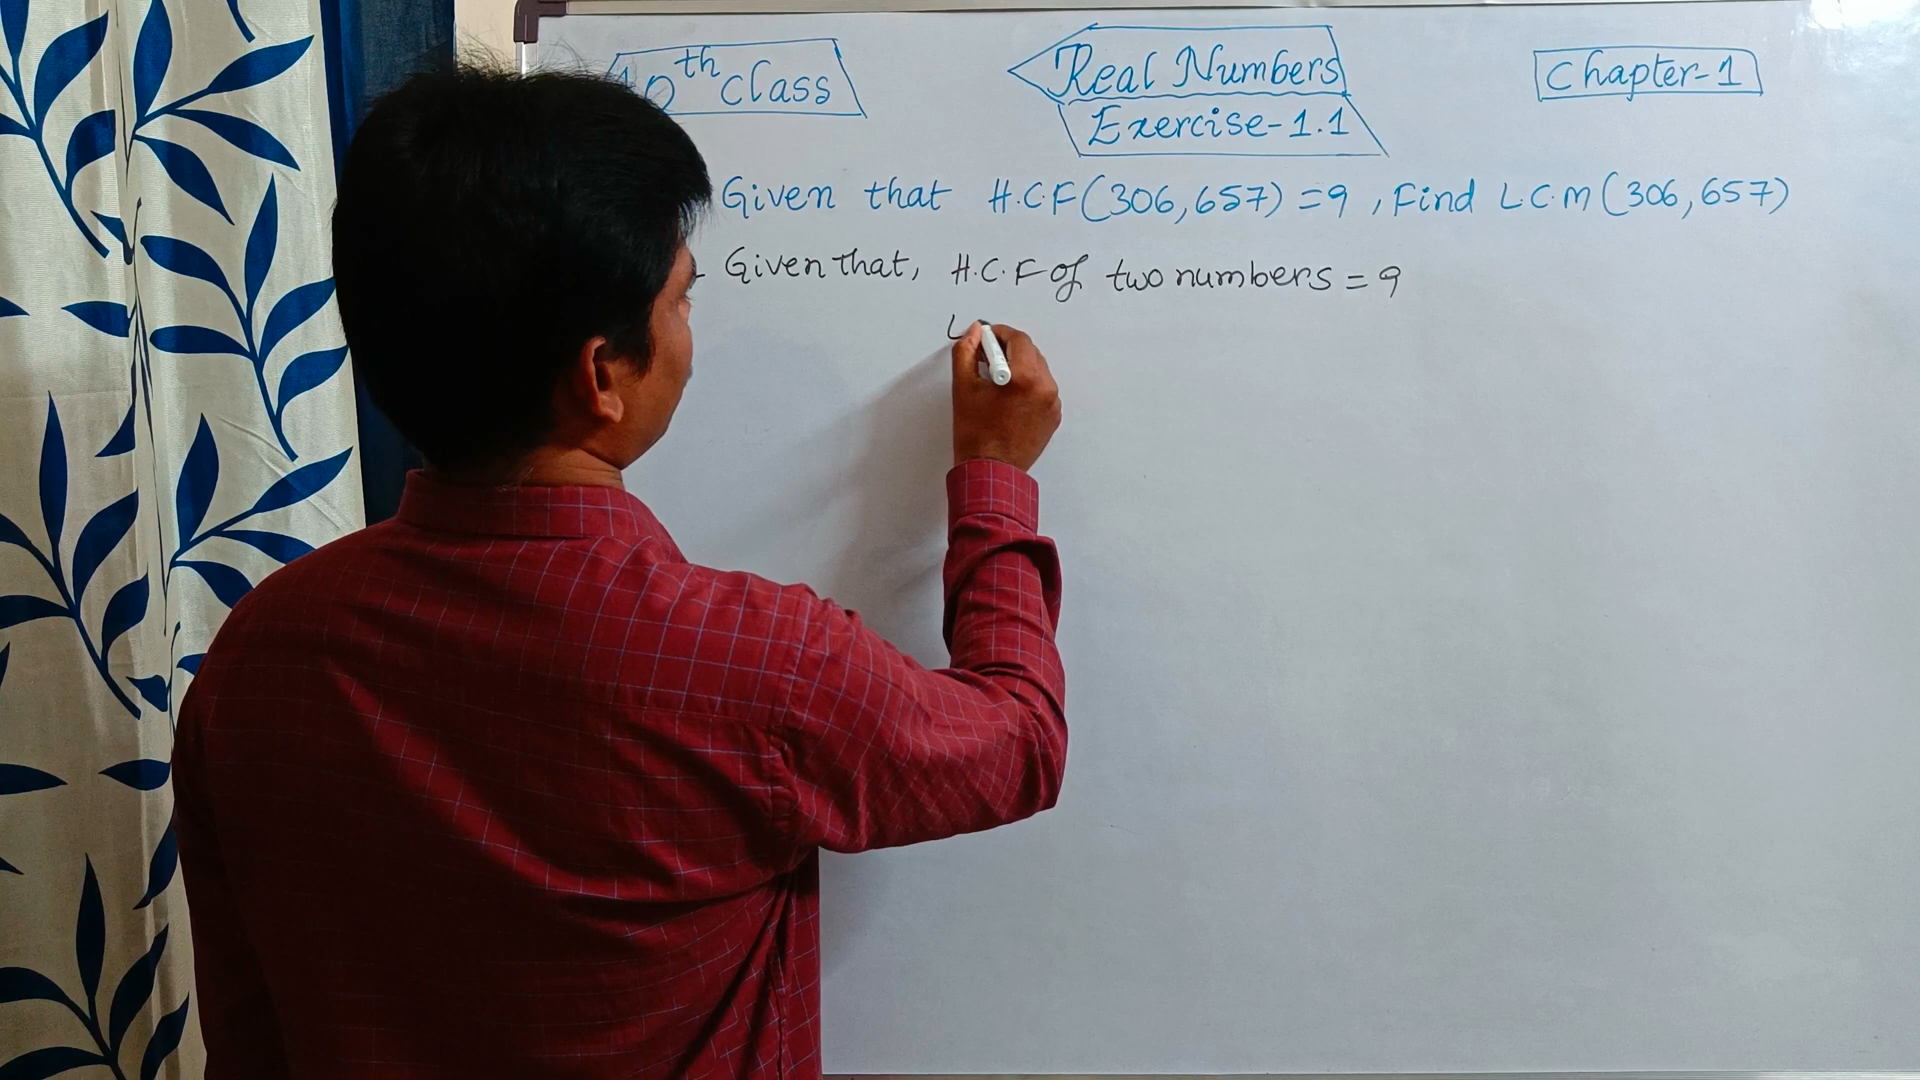 10th class
Real Numbers
Exercise-1.1
Chapter-1
Given that H.C.F(306,657)=9, Find L.C.M(306,657)
Given that, H.C.F of two numbers = 9
L